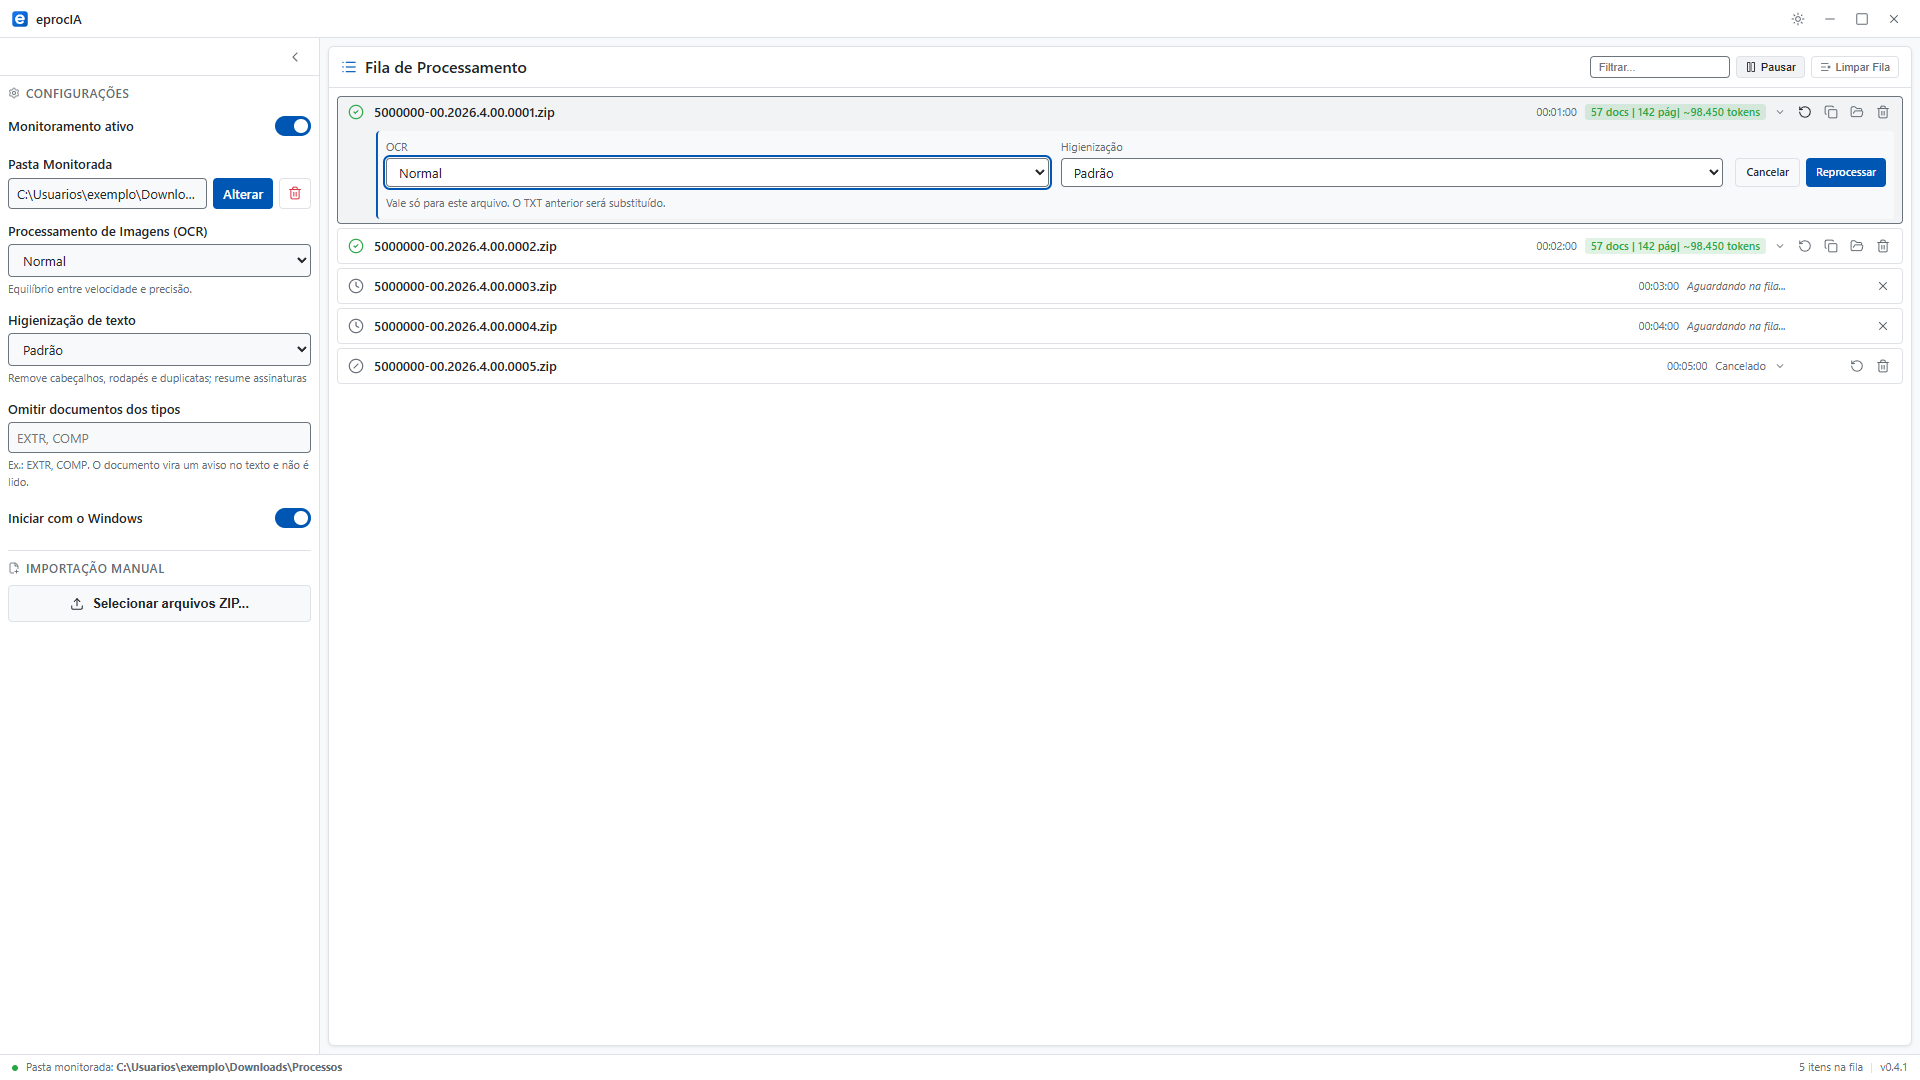 eprocIA
CONFIGURAÇÕES
Monitoramento ativo
Pasta Monitorada
C:\Usuarios\exemplo\Downlo...
Alterar
Processamento de Imagens (OCR)
Normal
Equilíbrio entre velocidade e precisão.
Higienização de texto
Padrão
Remove cabeçalhos, rodapés e duplicatas; resume assinaturas
Omitir documentos dos tipos
EXTR, COMP
Ex.: EXTR, COMP. O documento vira um aviso no texto e não é
lido.
Iniciar com o Windows
IMPORTAÇÃO MANUAL
Selecionar arquivos ZIP...
Fila de Processamento
Filtrar...
Pausar
Limpar Fila
5000000-00.2026.4.00.0001.zip
00:01:00 57 docs | 142 pág| ~98.450 tokens
OCR
Normal
Higienização
Padrão
Cancelar
Reprocessar
Vale só para este arquivo. O TXT anterior será substituído.
5000000-00.2026.4.00.0002.zip
00:02:00 57 docs | 142 pág| ~98.450 tokens
5000000-00.2026.4.00.0003.zip
00:03:00 Aguardando na fila...
5000000-00.2026.4.00.0004.zip
00:04:00 Aguardando na fila...
5000000-00.2026.4.00.0005.zip
00:05:00 Cancelado
Pasta monitorada: C:\Usuarios\exemplo\Downloads\Processos
5 itens na fila
v0.4.1